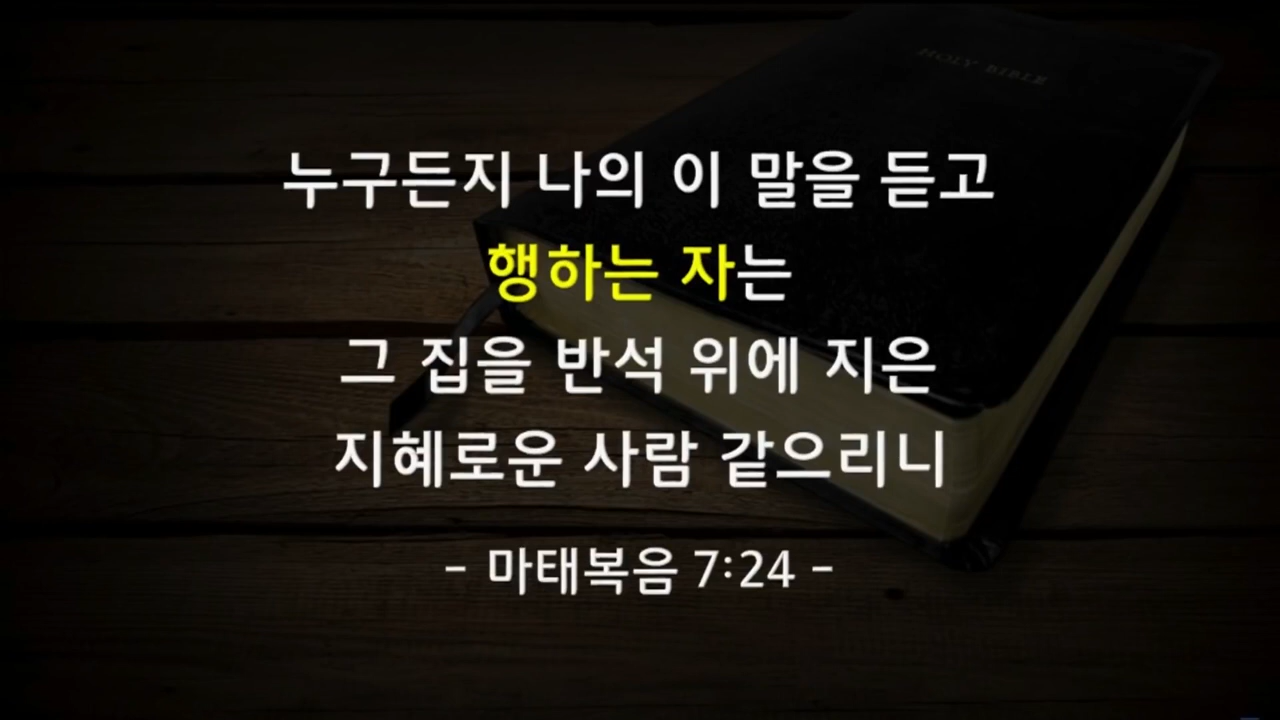 HOLY BIBLE
누구든지 나의 이 말을 듣고
행하는 자는
그 집을 반석 위에 지은
지혜로운 사람 같으리니
- 마태복음 7:24 -